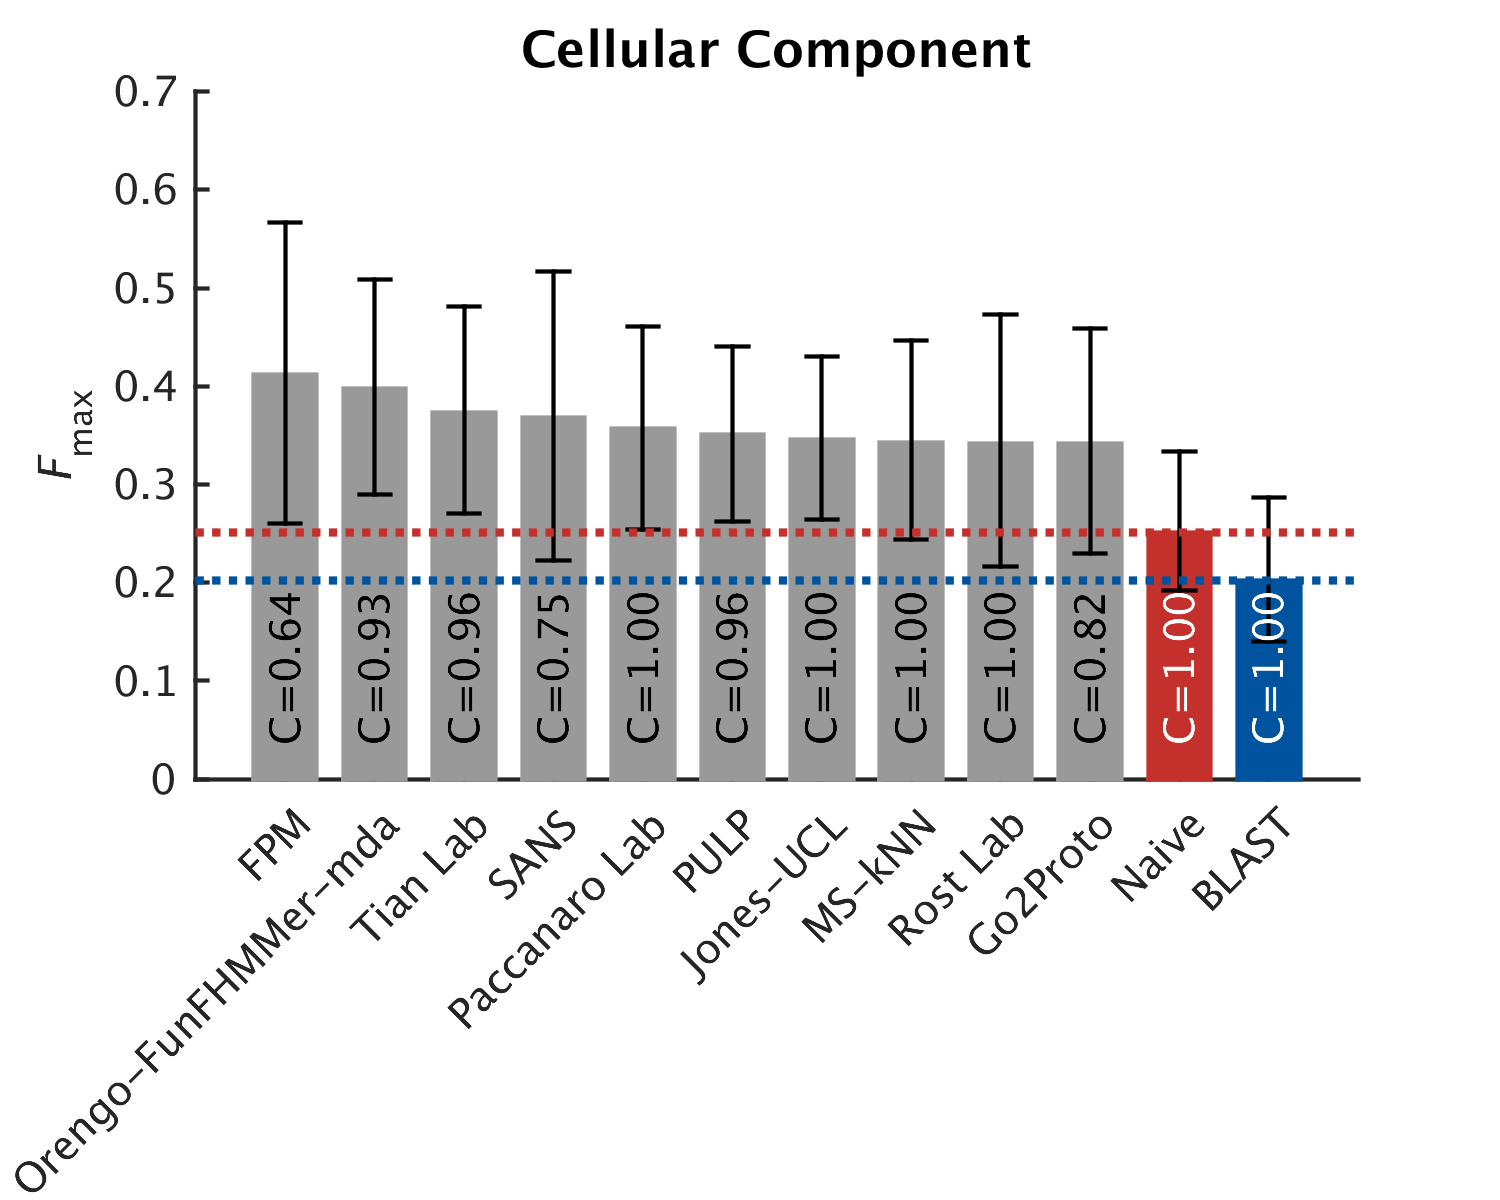 Cellular Component
0.7
0.6
0.5
0.4
0.3
0.2
0.1
0
Fmax
C=0.64
C=0.93
C=0.96
C=0.75
C=1.00
C=0.96
C=1.00
C=1.00
C=1.00
C=0.82
C=1.00
C=1.00
FPM
Orengo-FunFHMMer-mda
Tian Lab
SANS
Paccanaro Lab
PULP
Jones-UCL
MS-kNN
Rost Lab
Go2Proto
Naive
BLAST